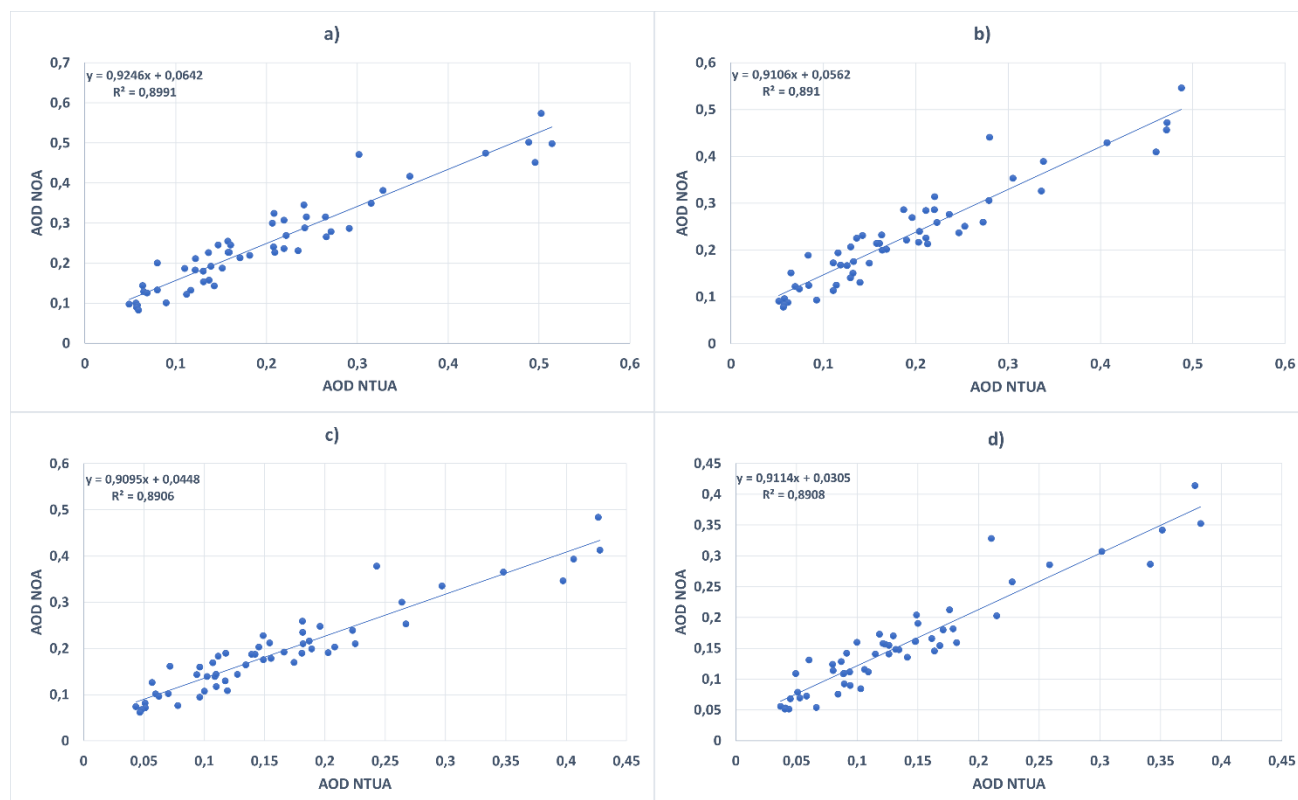 a)
y = 0,9246x + 0,0642
R² = 0,8991
0,7
0,6
0,5
0,4
0,3
0,2
0,1
0
AOD NOA
0 0,1 0,2 0,3 0,4 0,5 0,6
AOD NTUA
b)
y = 0,9106x + 0,0562
R² = 0,891
0,6
0,5
0,4
0,3
0,2
0,1
0
AOD NOA
0 0,1 0,2 0,3 0,4 0,5 0,6
AOD NTUA
c)
y = 0,9095x + 0,0448
R² = 0,8906
0,6
0,5
0,4
0,3
0,2
0,1
0
AOD NOA
0 0,05 0,1 0,15 0,2 0,25 0,3 0,35 0,4 0,45
AOD NTUA
d)
y = 0,9114x + 0,0305
R² = 0,8908
0,45
0,4
0,35
0,3
0,25
0,2
0,15
0,1
0,05
0
AOD NOA
0 0,05 0,1 0,15 0,2 0,25 0,3 0,35 0,4 0,45
AOD NTUA